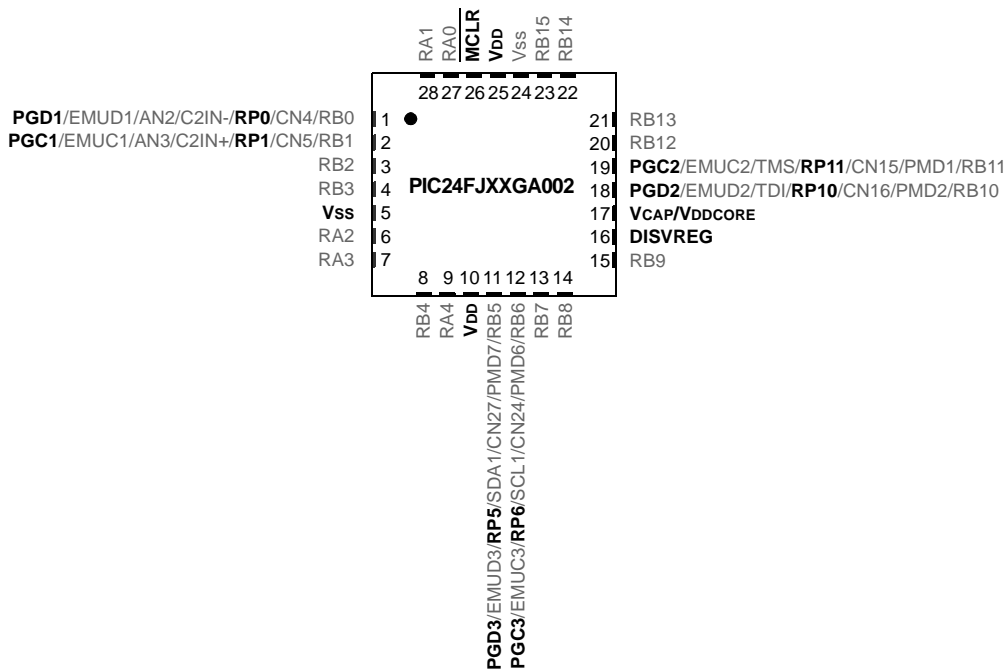 RA1
RA0
MCLR
VDD
Vss
RB15
RB14
28 27 26 25 24 23 22
PGD1/EMUD1/AN2/C2IN-/RP0/CN4/RB0 1
PGC1/EMUC1/AN3/C2IN+/RP1/CN5/RB1 2
RB2 3
RB3 4
Vss 5
RA2 6
RA3 7
PIC24FJXXGA002
21 RB13
20 RB12
19 PGC2/EMUC2/TMS/RP11/CN15/PMD1/RB11
18 PGD2/EMUD2/TDI/RP10/CN16/PMD2/RB10
17 VCAP/VDDCORE
16 DISVREG
15 RB9
8 9 10 11 12 13 14
RB4
RA4
VDD
PGD3/EMUD3/RP5/SDA1/CN27/PMD7/RB5
PGC3/EMUC3/RP6/SCL1/CN24/PMD6/RB6
RB7
RB8